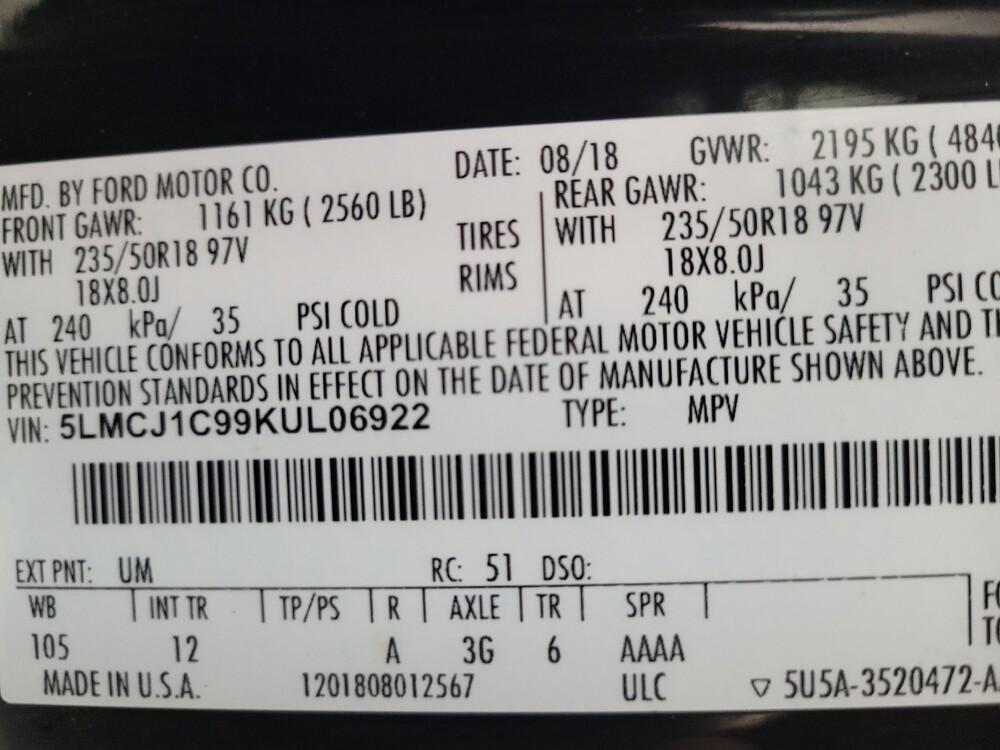 MFD. BY FORD MOTOR CO. DATE: 08/18 GVWR: 2195 KG ( 484
FRONT GAWR: 1161 KG ( 2560 LB) REAR GAWR: 1043 KG ( 2300 L
WITH 235/50R18 97V TIRES WITH 235/50R18 97V
18X8.0J RIMS 18X8.0J
AT 240 kPa/ 35 PSI COLD AT 240 kPa/ 35 PSI CO
THIS VEHICLE CONFORMS TO ALL APPLICABLE FEDERAL MOTOR VEHICLE SAFETY AND T
PREVENTION STANDARDS IN EFFECT ON THE DATE OF MANUFACTURE SHOWN ABOVE.
VIN: 5LMCJ1C99KUL06922 TYPE: MPV
EXT PNT: UM RC: 51 DSO:
WB INT TR TP/PS R AXLE TR SPR
105 12 A 3G 6 AAAA
MADE IN U.S.A. 1201808012567 ULC ▽ 5U5A-3520472-A